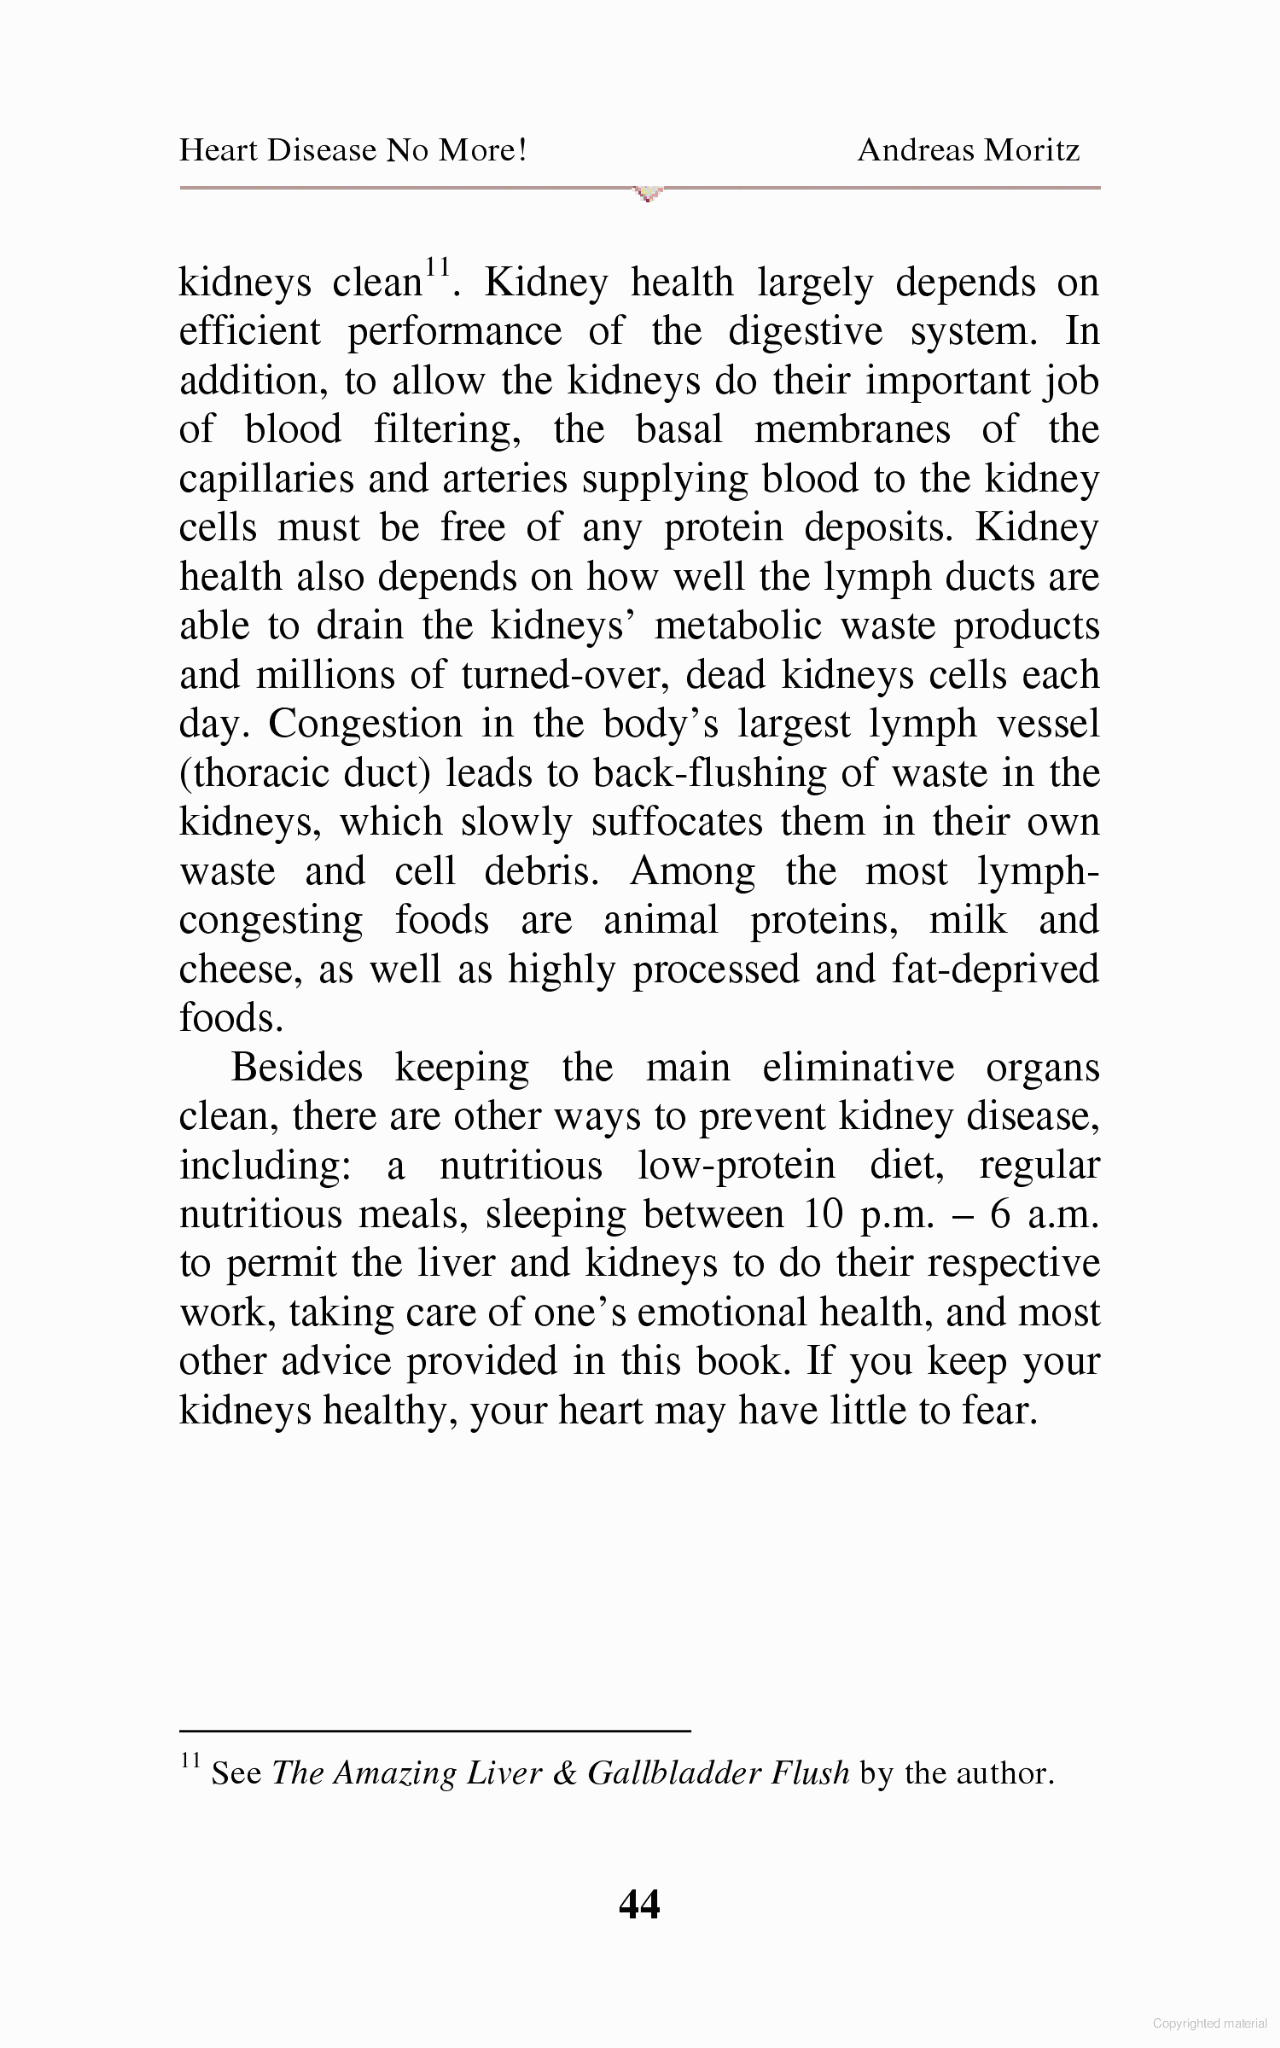 Heart Disease No More! Andreas Moritz
kidneys clean¹¹. Kidney health largely depends on
efficient performance of the digestive system. In
addition, to allow the kidneys do their important job
of blood filtering, the basal membranes of the
capillaries and arteries supplying blood to the kidney
cells must be free of any protein deposits. Kidney
health also depends on how well the lymph ducts are
able to drain the kidneys’ metabolic waste products
and millions of turned-over, dead kidneys cells each
day. Congestion in the body’s largest lymph vessel
(thoracic duct) leads to back-flushing of waste in the
kidneys, which slowly suffocates them in their own
waste and cell debris. Among the most lymph-
congesting foods are animal proteins, milk and
cheese, as well as highly processed and fat-deprived
foods.
Besides keeping the main eliminative organs
clean, there are other ways to prevent kidney disease,
including: a nutritious low-protein diet, regular
nutritious meals, sleeping between 10 p.m. – 6 a.m.
to permit the liver and kidneys to do their respective
work, taking care of one’s emotional health, and most
other advice provided in this book. If you keep your
kidneys healthy, your heart may have little to fear.
¹¹ See The Amazing Liver & Gallbladder Flush by the author.
44
Copyrighted material